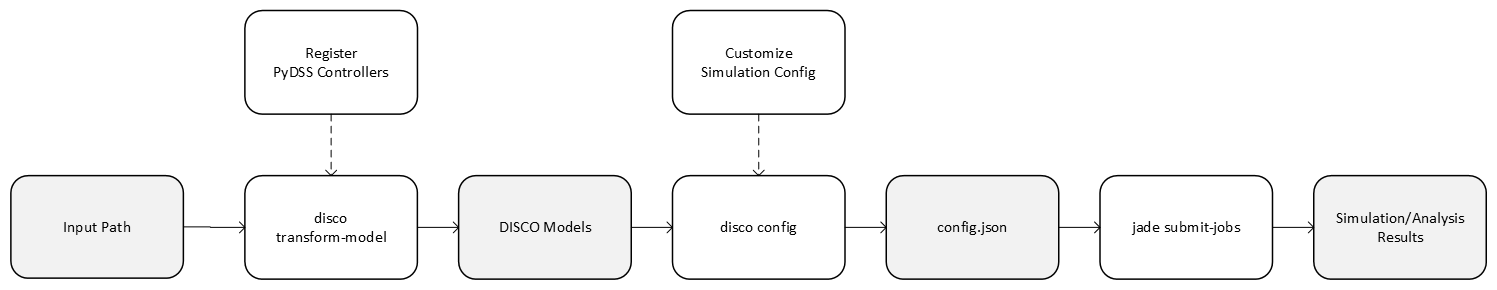 Register
PyDSS Controllers
Customize
Simulation Config
Input Path
disco
transform-model
DISCO Models
disco config
config.json
jade submit-jobs
Simulation/Analysis
Results